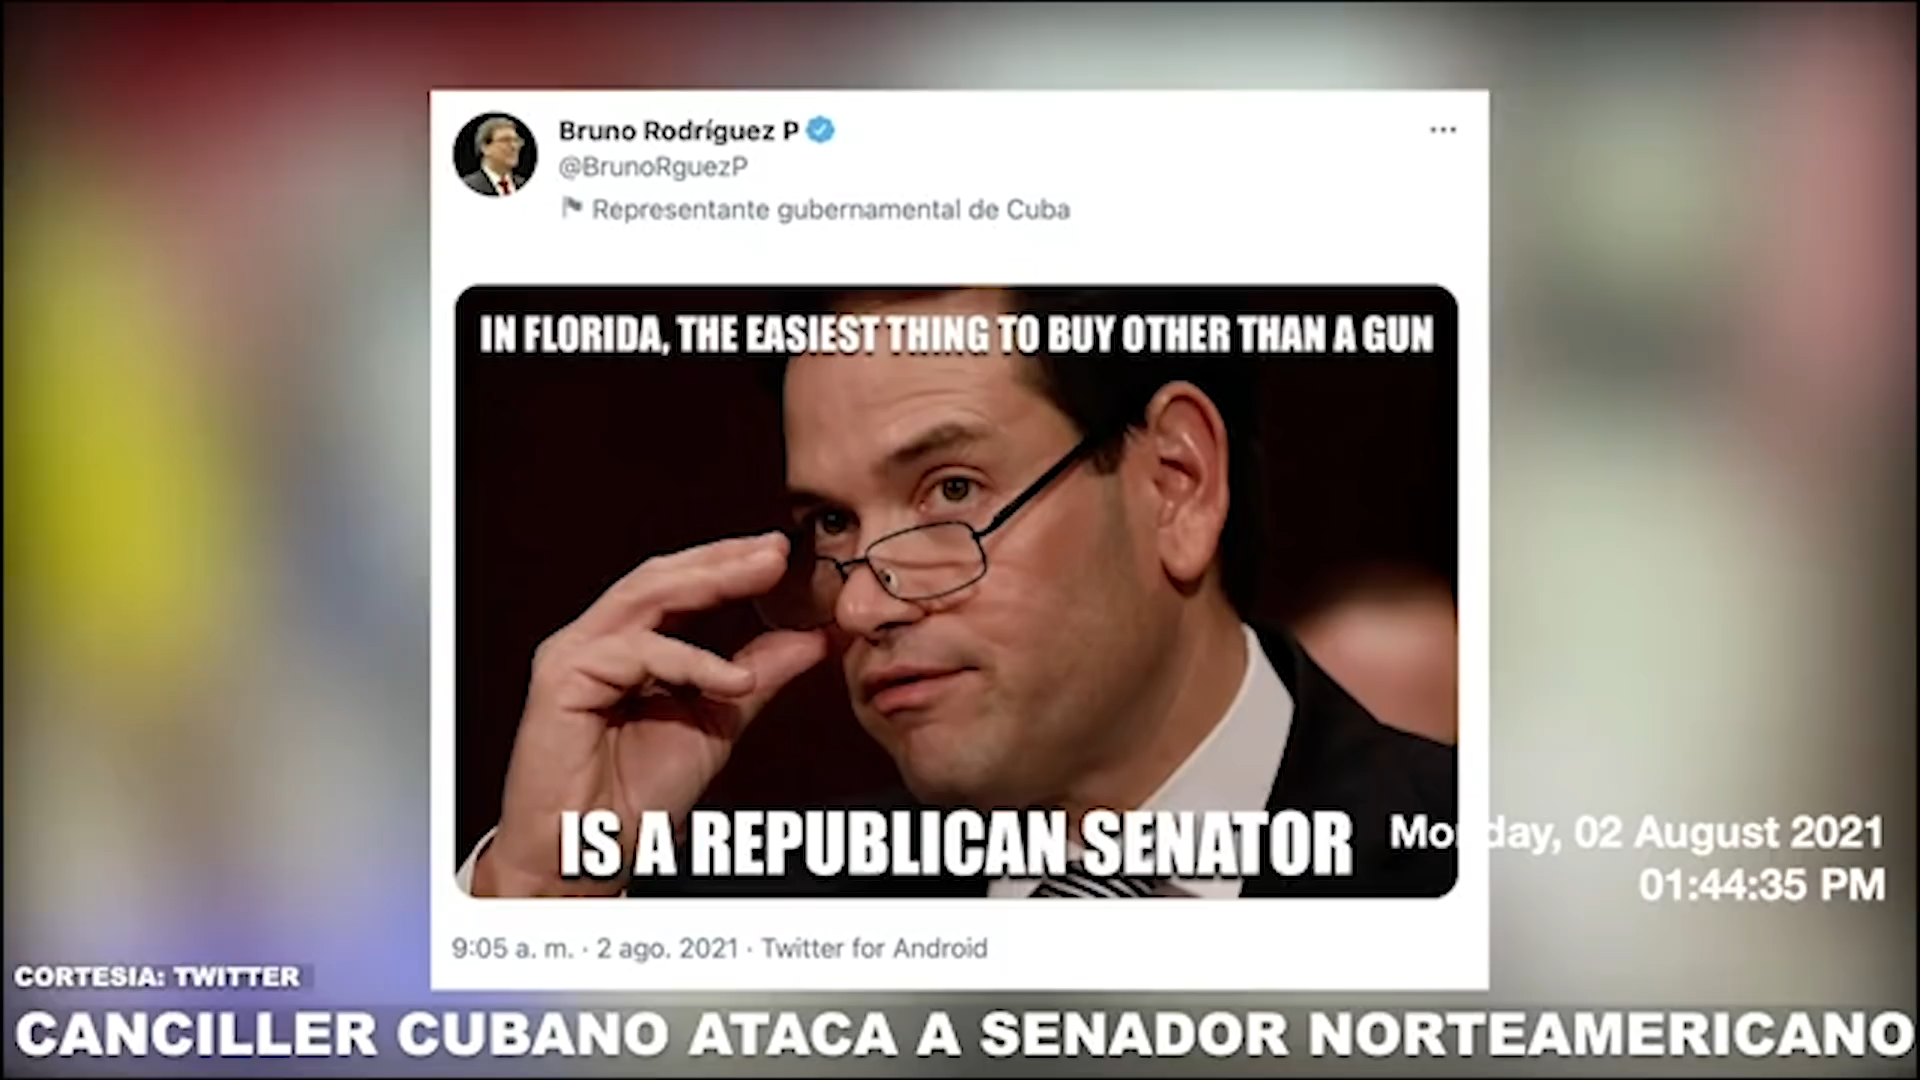 Bruno Rodríguez P
@BrunoRguezP
Representante gubernamental de Cuba
IN FLORIDA, THE EASIEST THING TO BUY OTHER THAN A GUN
IS A REPUBLICAN SENATOR
Monday, 02 August 2021
01:44:35 PM
9:05 a. m. · 2 ago. 2021 · Twitter for Android
CORTESIA: TWITTER
CANCILLER CUBANO ATACA A SENADOR NORTEAMERICANO